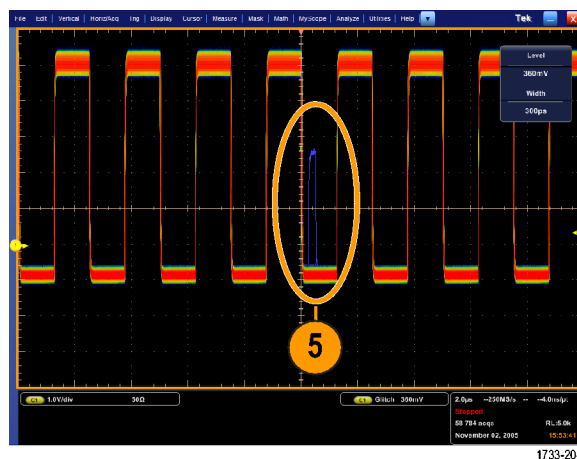 File Edit Vertical Horiz/Acq Trig Display Cursor Measure Mask Math MyScope Analyze Utilities Help Tek X
Level
360mV
Width
300ps
5
C1 1.0V/div 50Ω
C1 Glitch 360mV
2.0µs 250MS/s 4.0ns/pt
Stopped
58 784 acqs RL:5.0k
November 02, 2005 15:53:41
1733-20